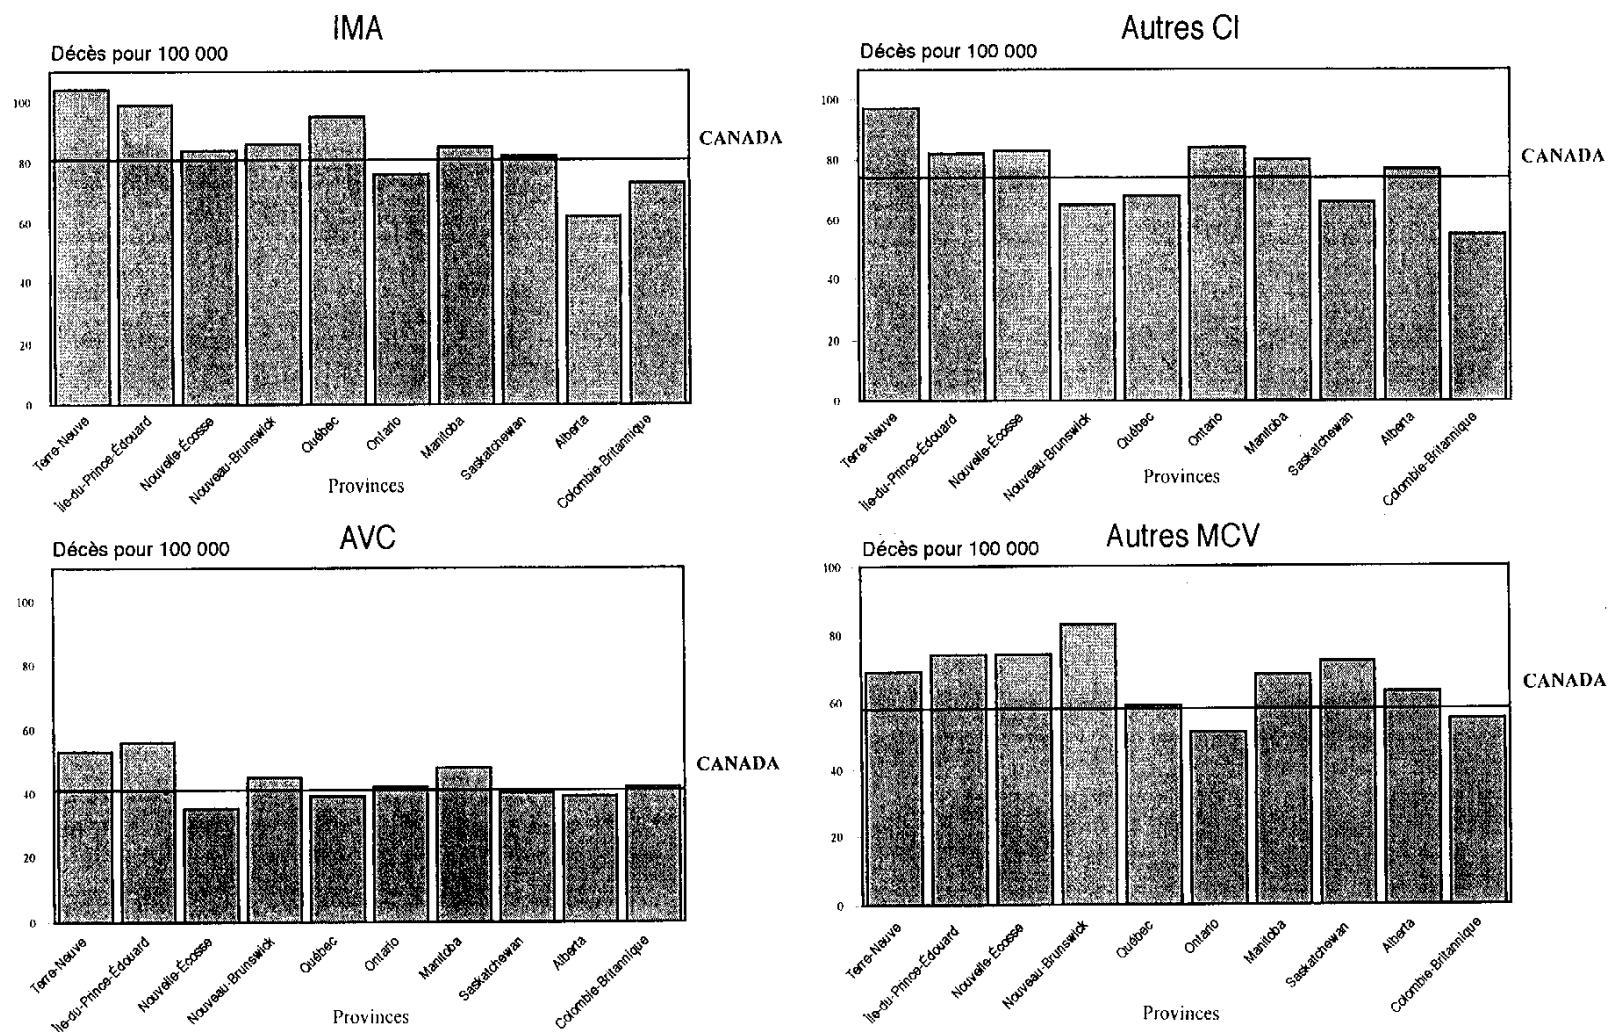 IMA
Décès pour 100 000
100
80
60
40
20
0
CANADA
Terre-Neuve
Île-du-Prince-Édouard
Nouvelle-Écosse
Nouveau-Brunswick
Québec
Ontario
Manitoba
Saskatchewan
Alberta
Colombie-Britannique
Provinces
Autres CI
Décès pour 100 000
100
80
60
40
20
0
CANADA
Terre-Neuve
Île-du-Prince-Édouard
Nouvelle-Écosse
Nouveau-Brunswick
Québec
Ontario
Manitoba
Saskatchewan
Alberta
Colombie-Britannique
Provinces
AVC
Décès pour 100 000
100
80
60
40
20
0
CANADA
Terre-Neuve
Île-du-Prince-Édouard
Nouvelle-Écosse
Nouveau-Brunswick
Québec
Ontario
Manitoba
Saskatchewan
Alberta
Colombie-Britannique
Provinces
Autres MCV
Décès pour 100 000
100
80
60
40
20
0
CANADA
Terre-Neuve
Île-du-Prince-Édouard
Nouvelle-Écosse
Nouveau-Brunswick
Québec
Ontario
Manitoba
Saskatchewan
Alberta
Colombie-Britannique
Provinces